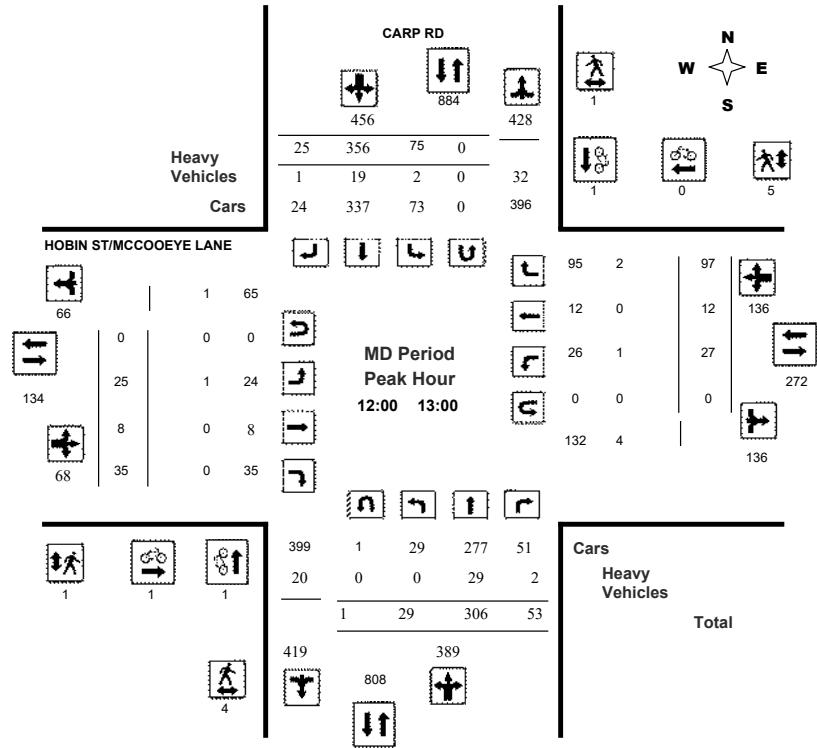 CARP RD
N
W E
S
884
1
456 428
25 356 75 0
Heavy
Vehicles
1 19 2 0 32
Cars
24 337 73 0 396
1 0 5
HOBIN ST/MCCOOEYE LANE
66
1 65
95 2 97
136
0 0 0
12 0 12
134
MD Period
Peak Hour
12:00 13:00
25 1 24
26 1 27
272
8 0 8
0 0 0
68
35 0 35
132 4
136
399 1 29 277 51
Cars
20 0 0 29 2
Heavy
Vehicles
1 29 306 53
Total
1 1 1
419 389
808
4